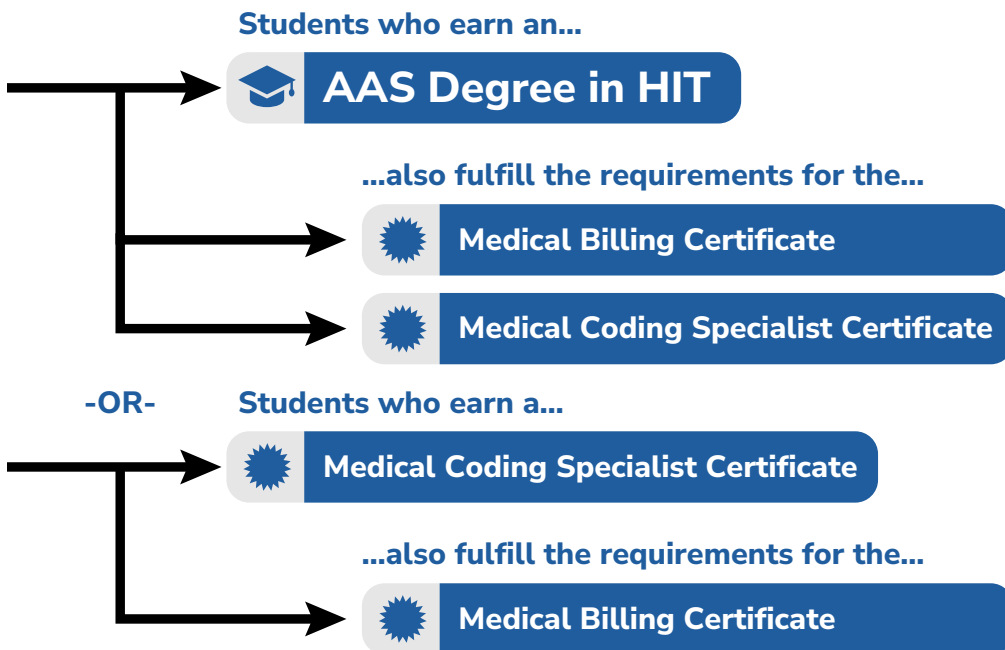 Students who earn an...
AAS Degree in HIT
...also fulfill the requirements for the...
Medical Billing Certificate
Medical Coding Specialist Certificate
-OR-
Students who earn a...
Medical Coding Specialist Certificate
...also fulfill the requirements for the...
Medical Billing Certificate